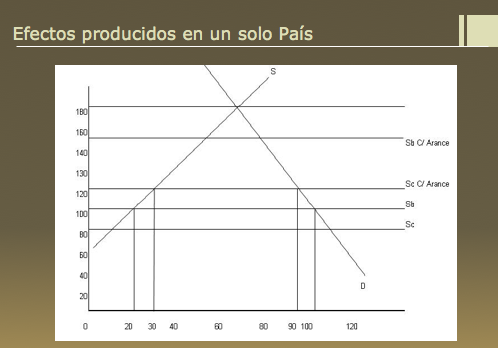 Efectos producidos en un solo País
S
180
160
Sb C/ Arance
140
130
Sc C/ Arance
120
Sb
100
Sc
80
60
40
D
20
0 20 30 40 60 80 90 100 120